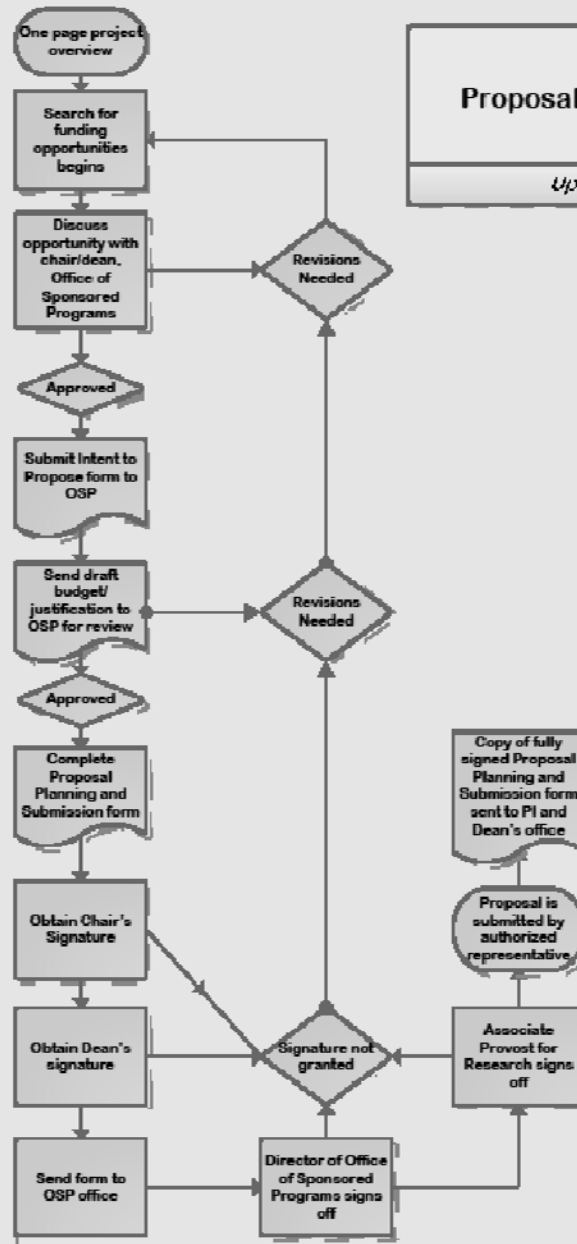 One page project
overview
Search for
funding
opportunities
begins
Discuss
opportunity with
chair/dean,
Office of
Sponsored
Programs
Approved
Submit Intent to
Propose form to
OSP
Send draft
budget/
justification to
OSP for review
Approved
Complete
Proposal
Planning and
Submission form
Obtain Chair's
Signature
Obtain Dean's
signature
Send form to
OSP office
Revisions
Needed
Revisions
Needed
Signature not
granted
Director of Office
of Sponsored
Programs signs
off
Associate
Provost for
Research signs
off
Proposal is
submitted by
authorized
representative
Copy of fully
signed Proposal
Planning and
Submission form
sent to PI and
Dean's office
Proposal